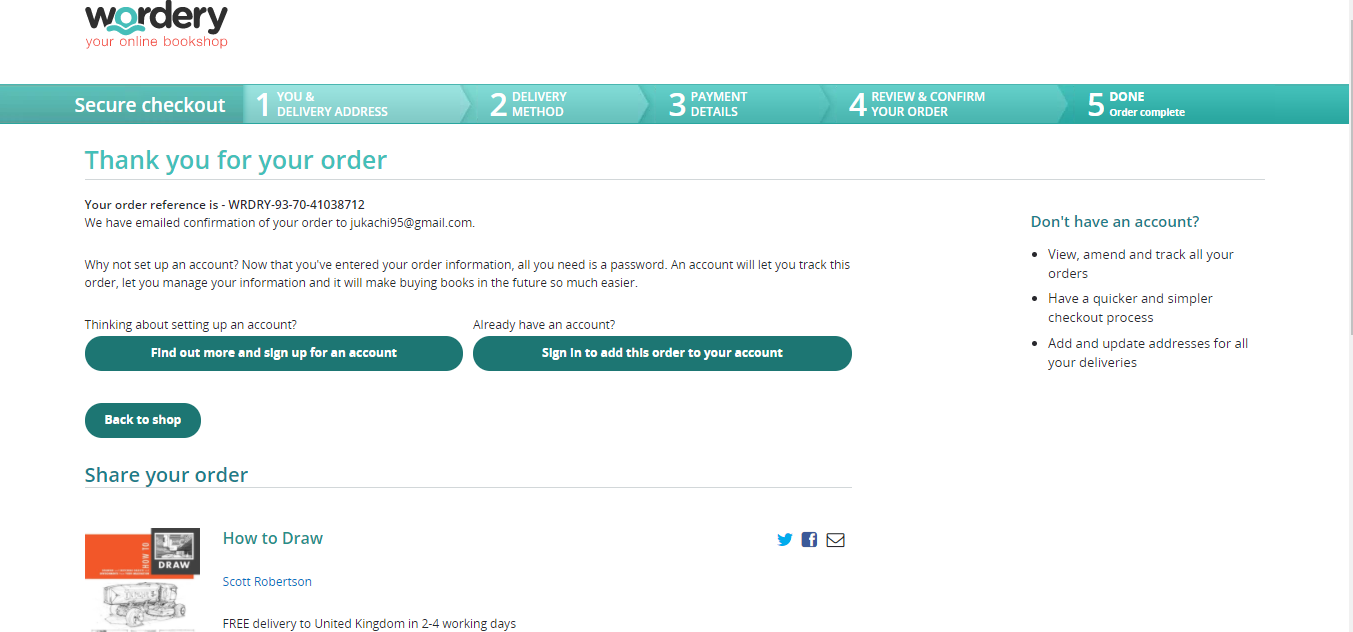 wordery
your online bookshop
Secure checkout
1 YOU &
DELIVERY ADDRESS
2 DELIVERY
METHOD
3 PAYMENT
DETAILS
4 REVIEW & CONFIRM
YOUR ORDER
5 DONE
Order complete
Thank you for your order
Your order reference is - WRDRY-93-70-41038712
We have emailed confirmation of your order to jukachi95@gmail.com.
Why not set up an account? Now that you've entered your order information, all you need is a password. An account will let you track this
order, let you manage your information and it will make buying books in the future so much easier.
Thinking about setting up an account?
Find out more and sign up for an account
Already have an account?
Sign in to add this order to your account
Back to shop
Don't have an account?
View, amend and track all your
orders
Have a quicker and simpler
checkout process
Add and update addresses for all
your deliveries
Share your order
HOW TO
DRAW
How to Draw
Scott Robertson
FREE delivery to United Kingdom in 2-4 working days